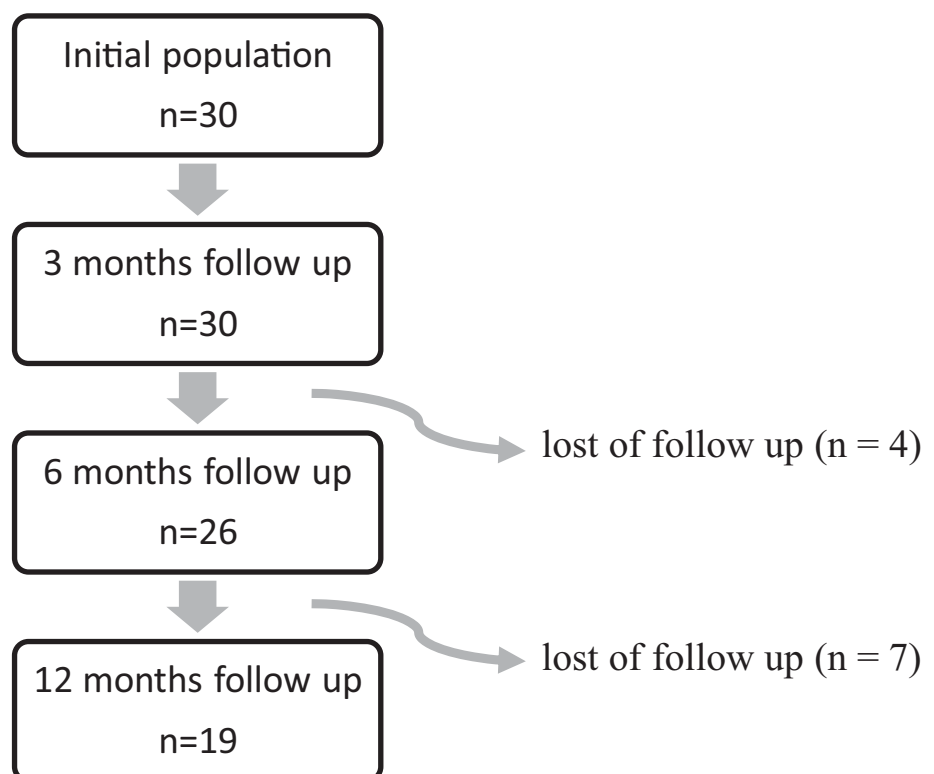 Initial population
n=30
3 months follow up
n=30
lost of follow up (n = 4)
6 months follow up
n=26
lost of follow up (n = 7)
12 months follow up
n=19